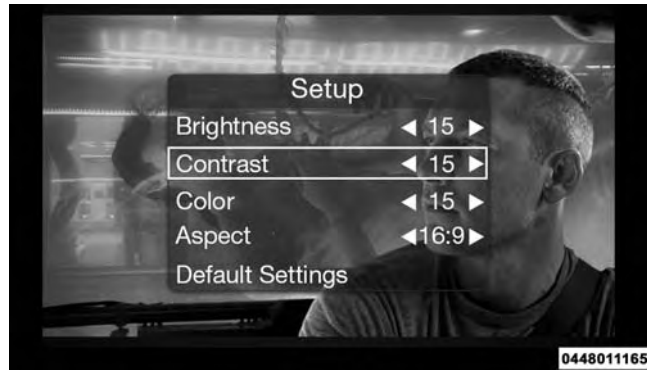 Setup
Brightness ◀ 15 ▶
Contrast ◀ 15 ▶
Color ◀ 15 ▶
Aspect ◀16:9▶
Default Settings
0448011165